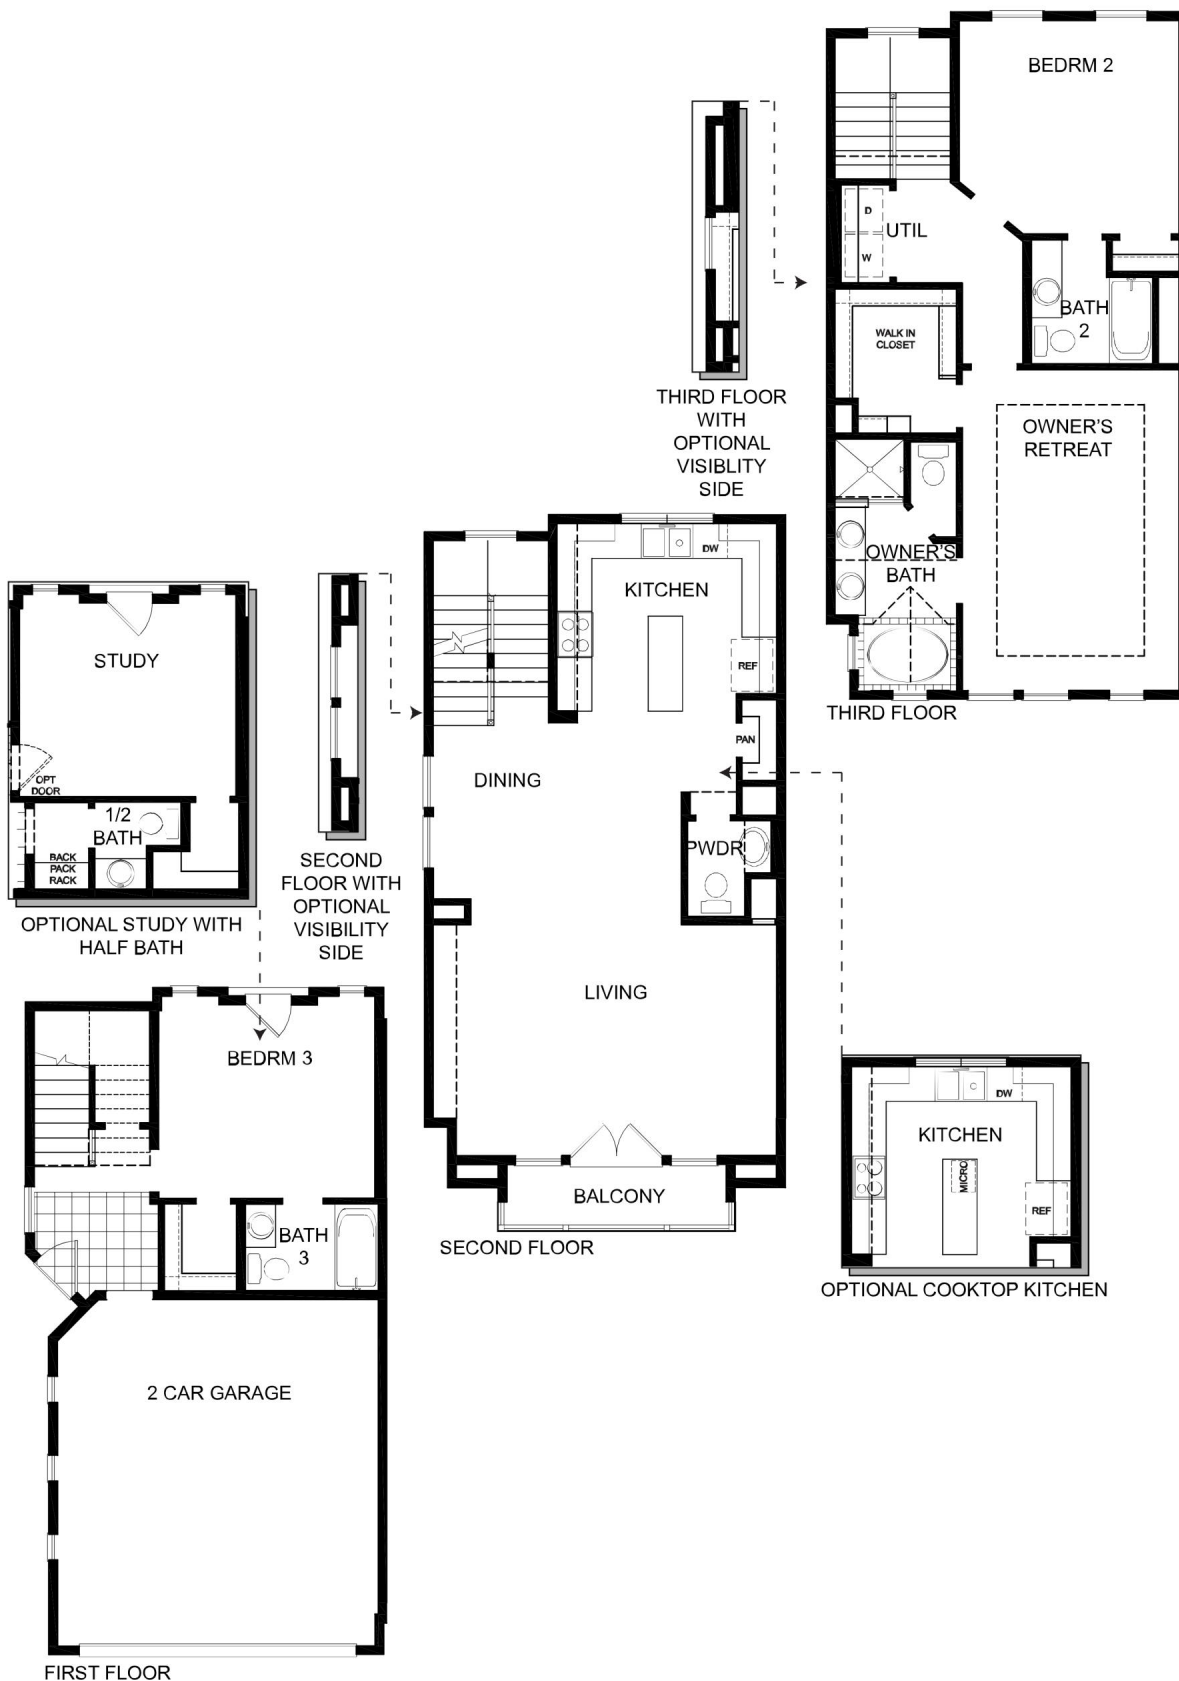 BEDRM 2
D
UTIL
W
BATH
2
WALK IN
CLOSET
OWNER'S
RETREAT
OWNER'S
BATH
THIRD FLOOR
THIRD FLOOR
WITH
OPTIONAL
VISIBLITY
SIDE
DW
KITCHEN
REF
PAN
DINING
PWDR
LIVING
BALCONY
SECOND FLOOR
SECOND
FLOOR WITH
OPTIONAL
VISIBILITY
SIDE
STUDY
OPT
DOOR
1/2
BATH
BACK
PACK
RACK
OPTIONAL STUDY WITH
HALF BATH
BEDRM 3
BATH
3
2 CAR GARAGE
FIRST FLOOR
DW
KITCHEN
MICRO
REF
OPTIONAL COOKTOP KITCHEN